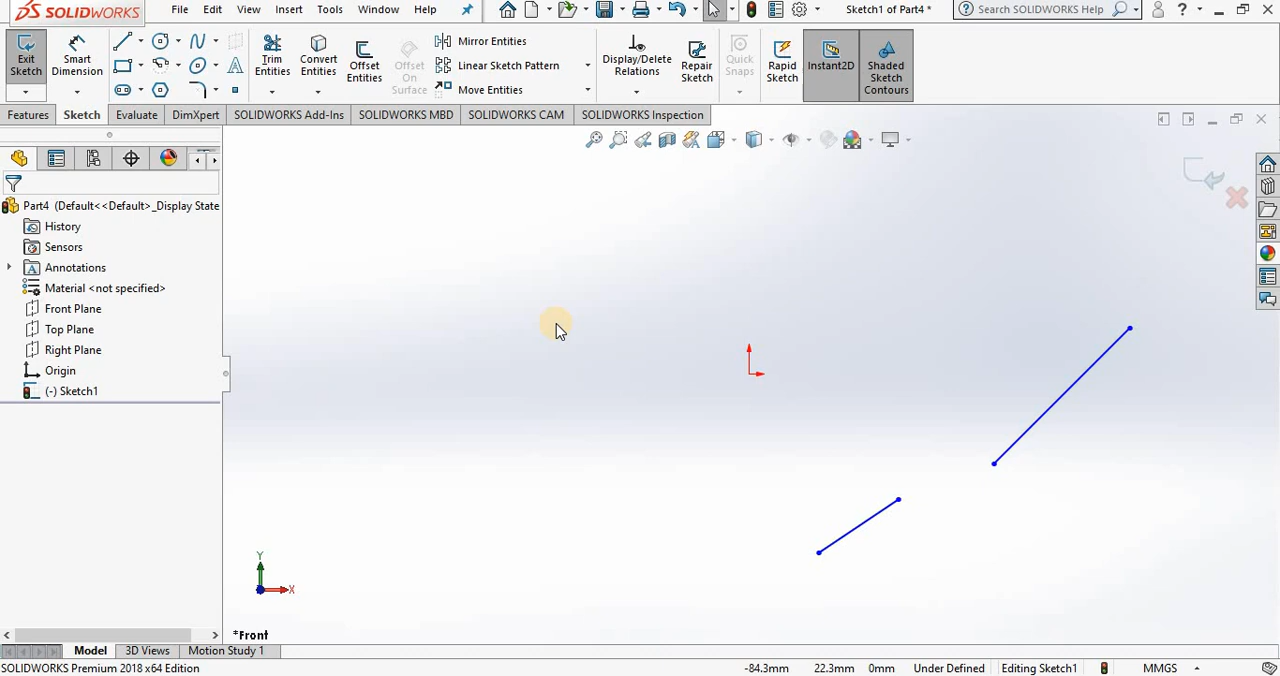 SOLIDWORKS File Edit View Insert Tools Window Help Sketch1 of Part4 * Search SOLIDWORKS Help ?
Exit Sketch
Smart Dimension
Trim Entities
Convert Entities
Offset Entities
Offset On Surface
Mirror Entities
Linear Sketch Pattern
Move Entities
Display/Delete Relations
Repair Sketch
Quick Snaps
Rapid Sketch
Instant2D
Shaded Sketch Contours
Features Sketch Evaluate DimXpert SOLIDWORKS Add-Ins SOLIDWORKS MBD SOLIDWORKS CAM SOLIDWORKS Inspection
Part4 (Default<<Default>_Display State
History
Sensors
A Annotations
Material <not specified>
Front Plane
Top Plane
Right Plane
Origin
(-) Sketch1
Y
X
*Front
Model 3D Views Motion Study 1
SOLIDWORKS Premium 2018 x64 Edition -84.3mm 22.3mm 0mm Under Defined Editing Sketch1 MMGS